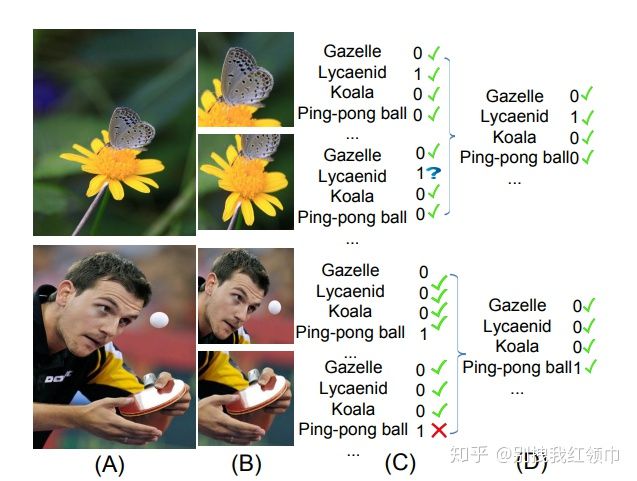 Gazelle 0
Lycaenid 1
Koala 0
Ping-pong ball 0
...
Gazelle 0
Lycaenid 1?
Koala 0
Ping-pong ball 0
...
Gazelle 0
Lycaenid 1
Koala 0
Ping-pong ball 0
...
Gazelle 0
Lycaenid 0
Koala 0
Ping-pong ball 1
...
Gazelle 0
Lycaenid 0
Koala 0
Ping-pong ball 1
...
Gazelle 0
Lycaenid 0
Koala 0
Ping-pong ball 1
...
(A) (B) (C) (D)
知乎 @别拽我红领巾